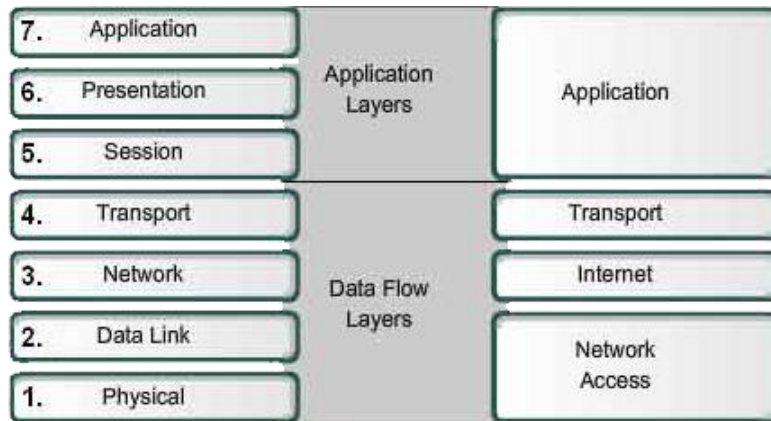 7. Application
6. Presentation
5. Session
4. Transport
3. Network
2. Data Link
1. Physical
Application
Layers
Data Flow
Layers
Application
Transport
Internet
Network
Access